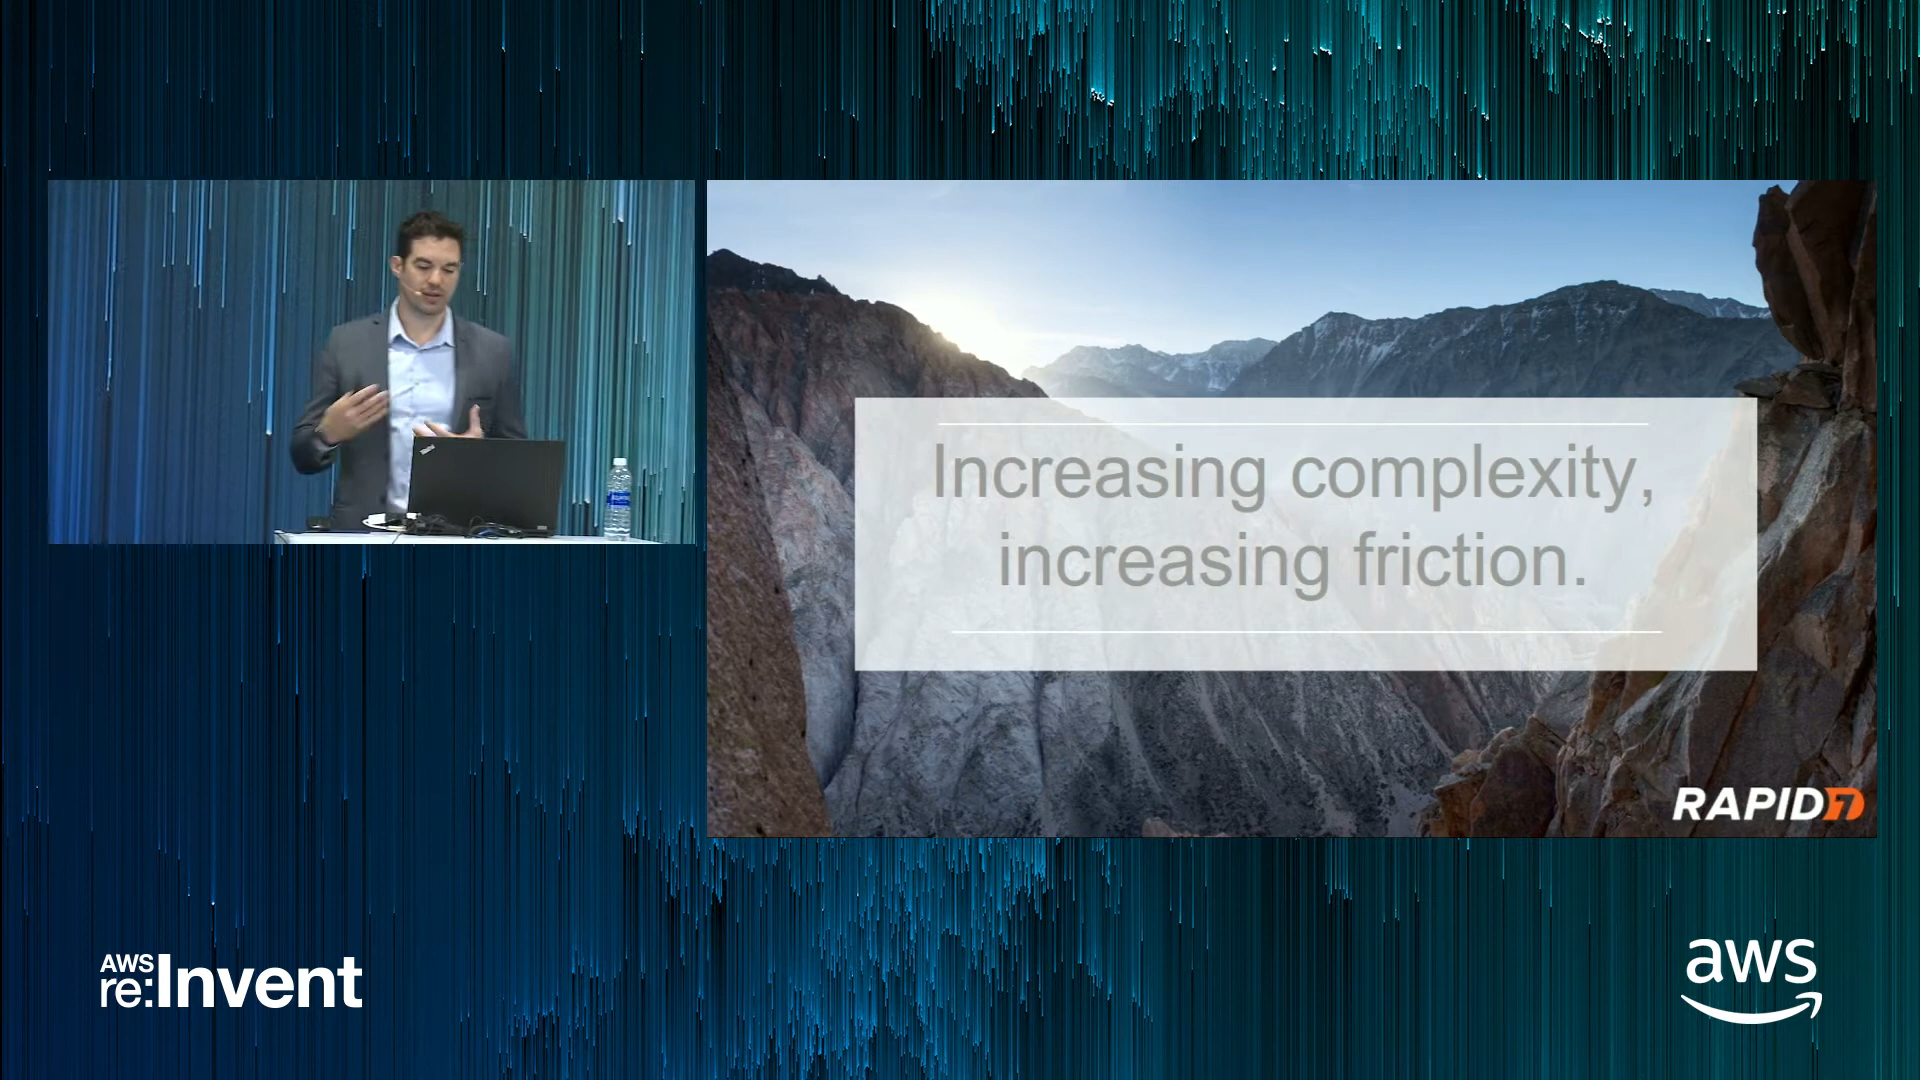 Increasing complexity,
increasing friction.
RAPID7
AWS
re:Invent
aws